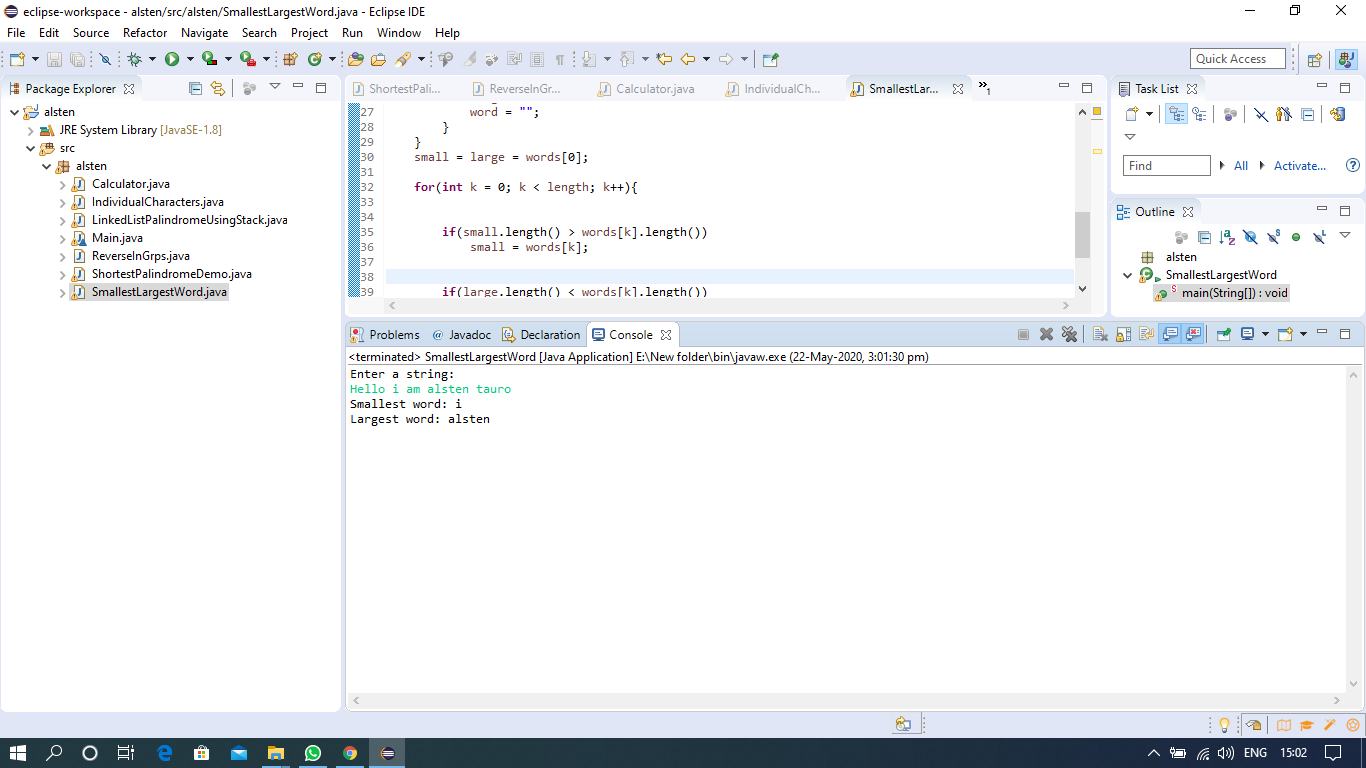 eclipse-workspace - alsten/src/alsten/SmallestLargestWord.java - Eclipse IDE
File Edit Source Refactor Navigate Search Project Run Window Help
Quick Access
Package Explorer
alsten
JRE System Library [JavaSE-1.8]
src
alsten
Calculator.java
IndividualCharacters.java
LinkedListPalindromeUsingStack.java
Main.java
ReverseInGrps.java
ShortestPalindromeDemo.java
SmallestLargestWord.java
ShortestPali... ReverseInGr... Calculator.java IndividualCh... SmallestLar... »1
27 word = "";
28 }
29 }
30 small = large = words[0];
31
32 for(int k = 0; k < length; k++){
33
34
35 if(small.length() > words[k].length())
36 small = words[k];
37
38
39 if(large.length() < words[k].length())
Task List
Find All Activate...
Outline
alsten
SmallestLargestWord
main(String[]) : void
Problems Javadoc Declaration Console
<terminated> SmallestLargestWord [Java Application] E:\New folder\bin\javaw.exe (22-May-2020, 3:01:30 pm)
Enter a string:
Hello i am alsten tauro
Smallest word: i
Largest word: alsten
ENG 15:02